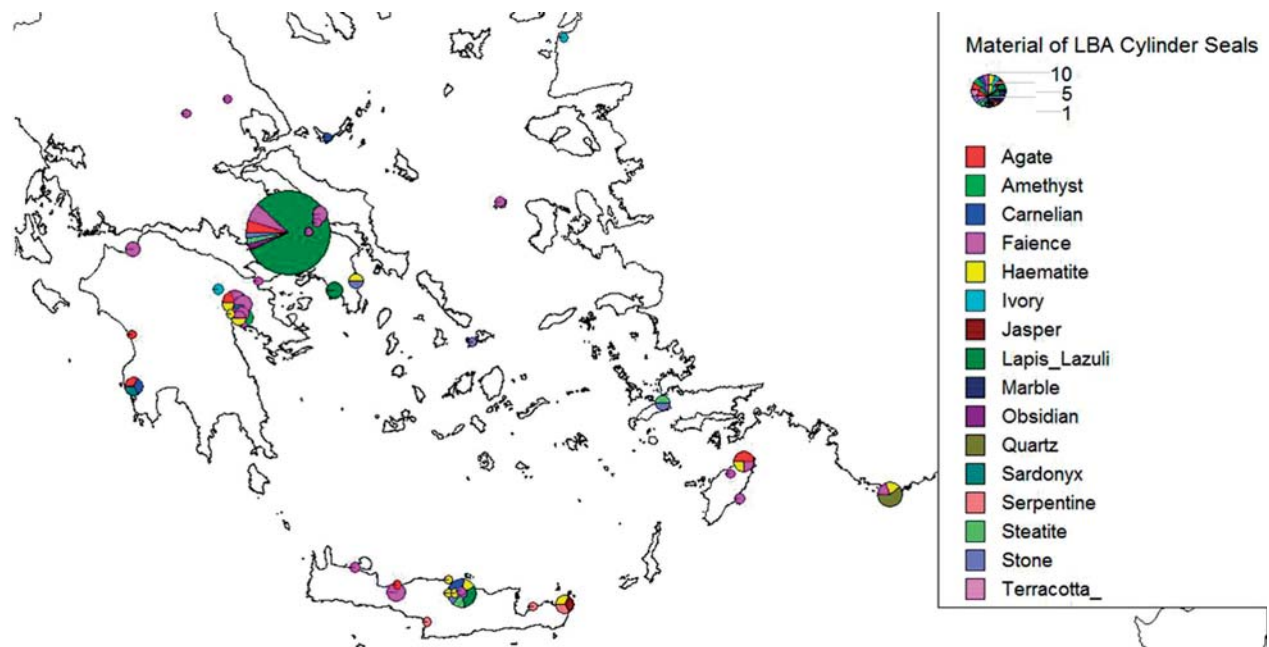 Material of LBA Cylinder Seals
10
5
1
Agate
Amethyst
Carnelian
Faience
Haematite
Ivory
Jasper
Lapis_Lazuli
Marble
Obsidian
Quartz
Sardonyx
Serpentine
Steatite
Stone
Terracotta_